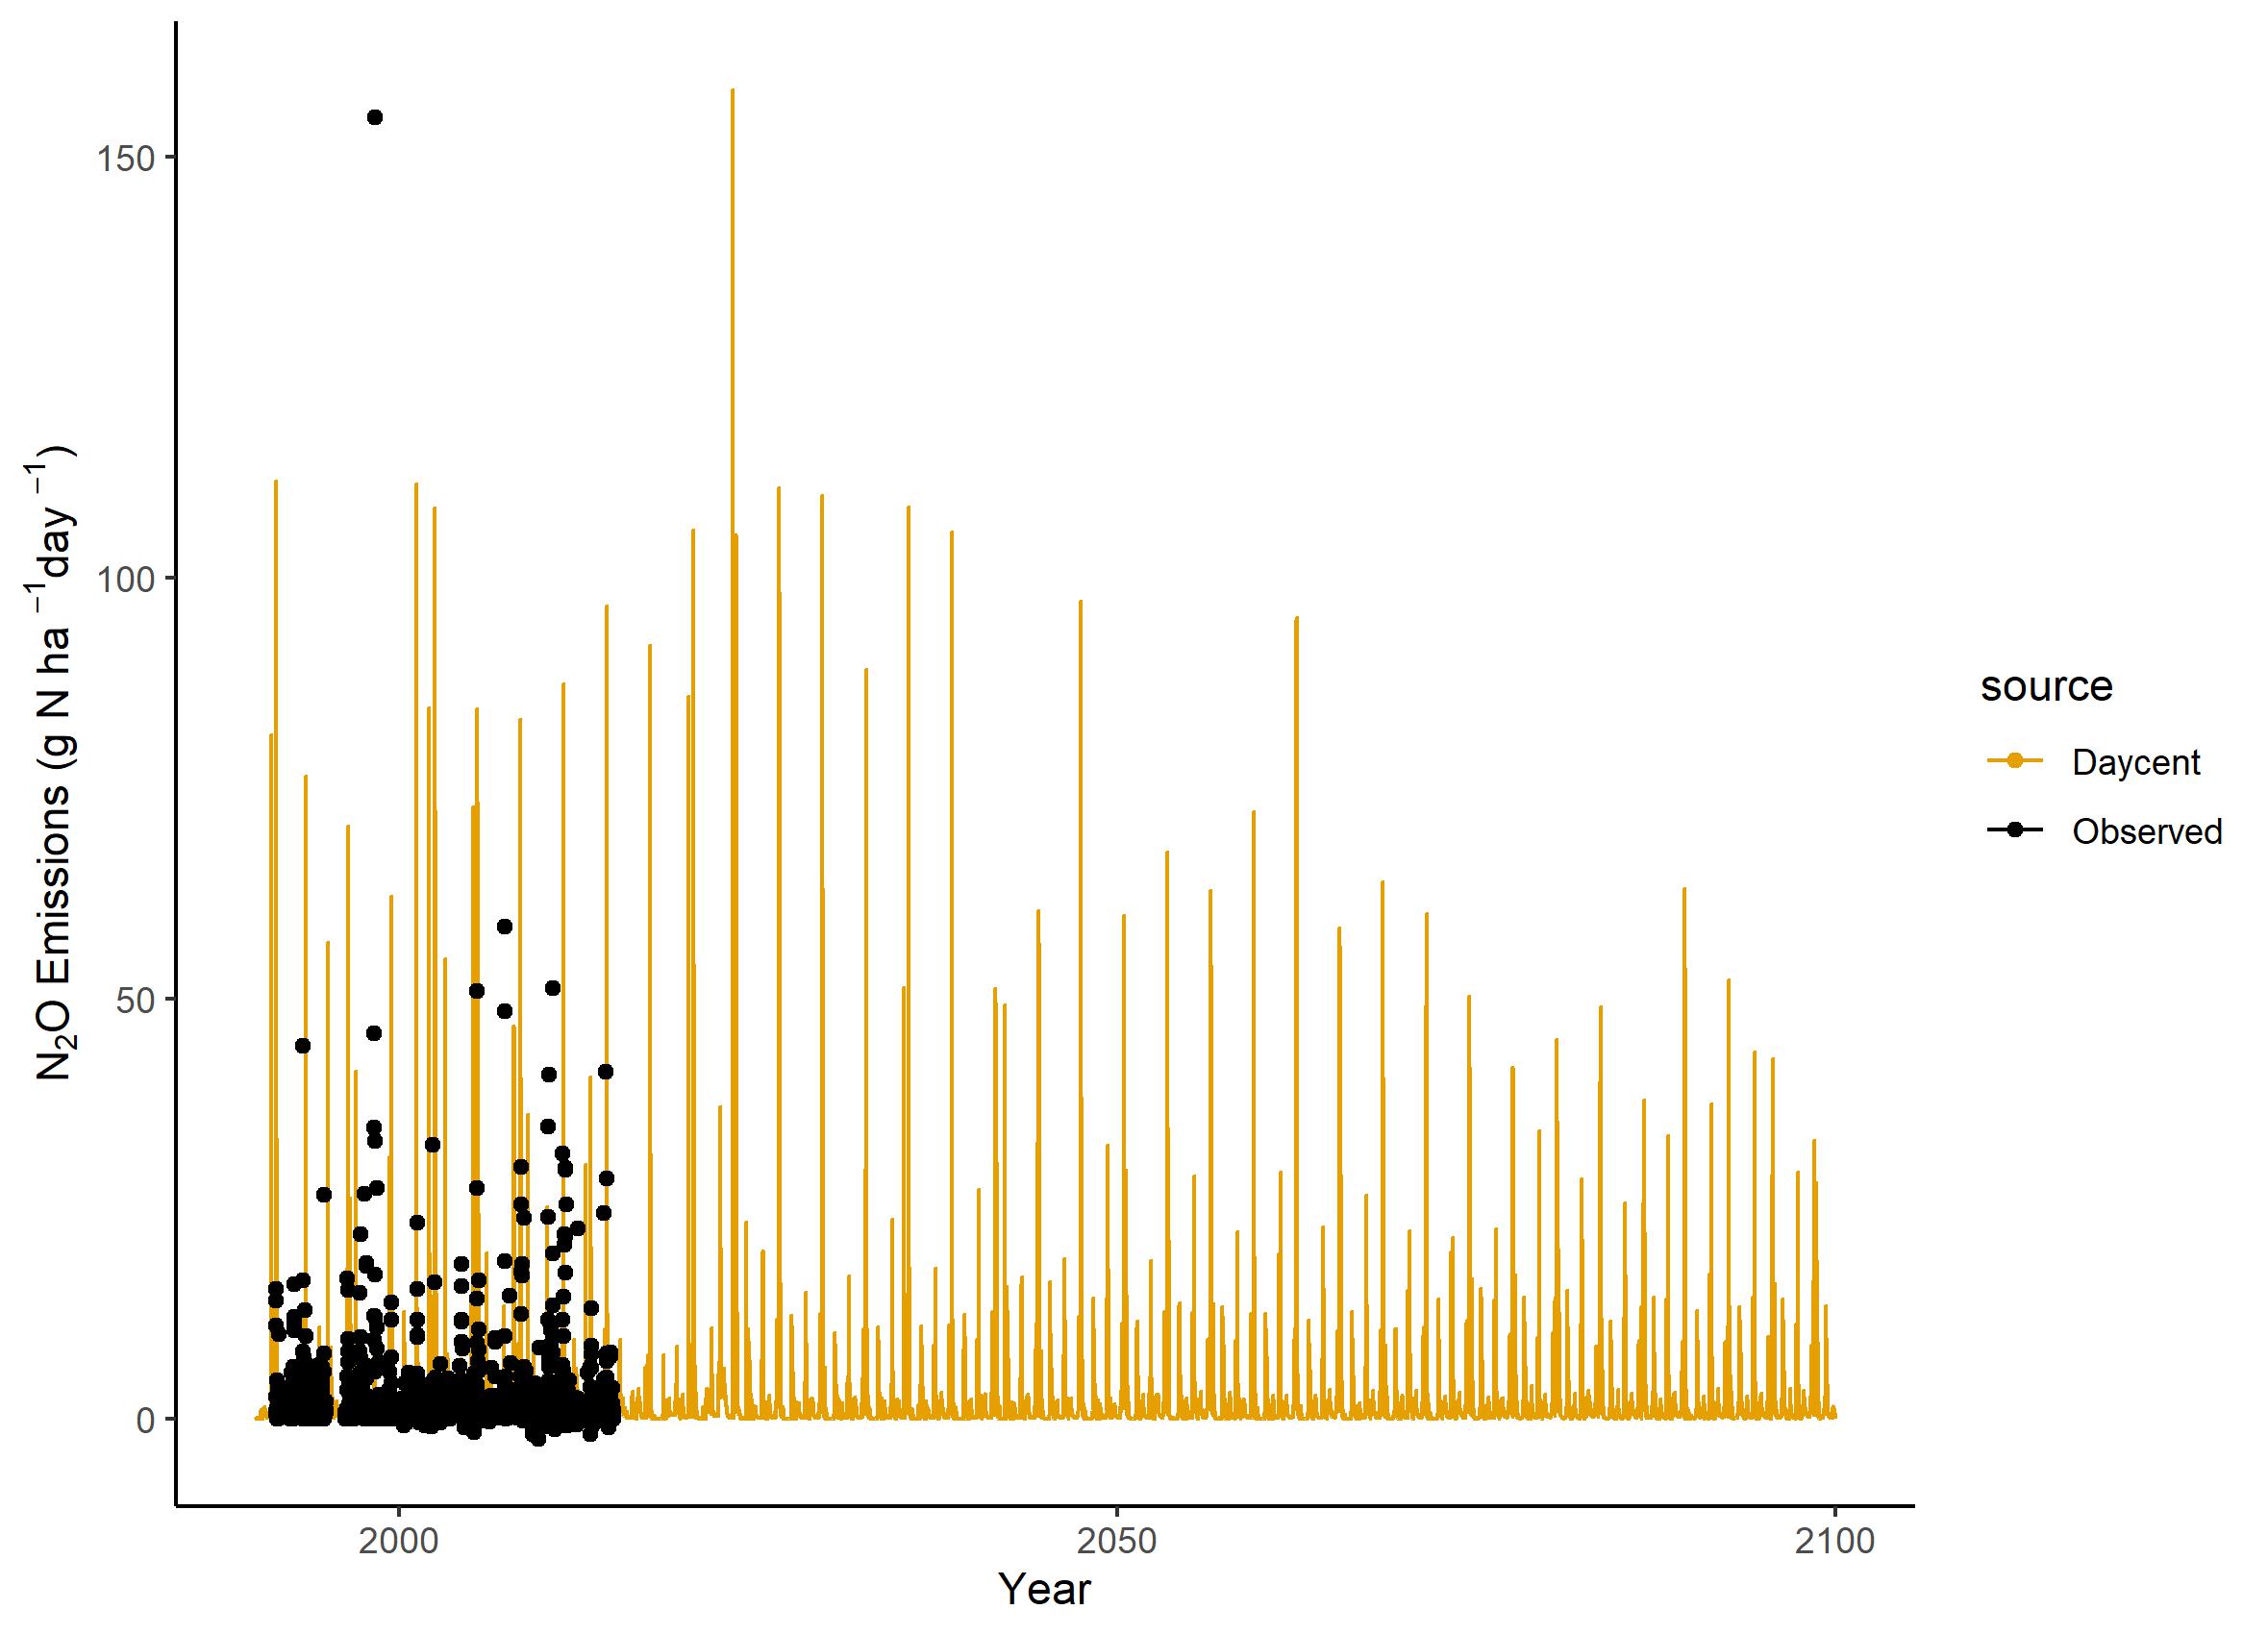 150
100
50
0
N₂O Emissions (g N ha ⁻¹day ⁻¹)
2000
2050
2100
Year
source
Daycent
Observed